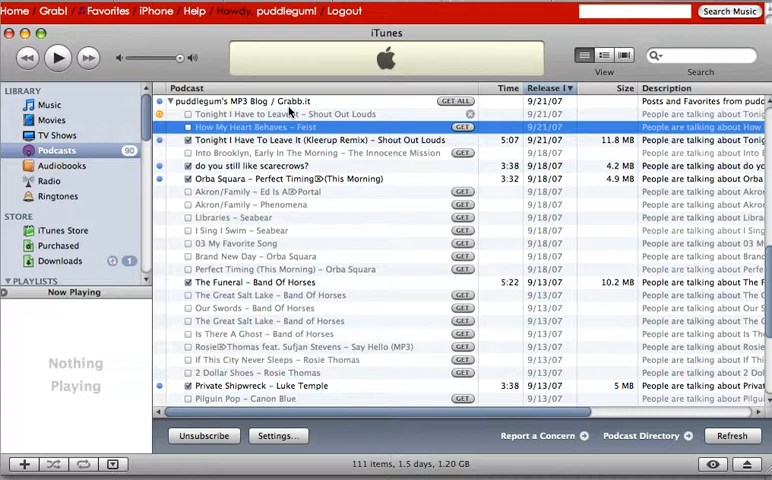 Home / Grabl / Favorites / iPhone / Help / Howdy, puddleguml / Logout
Search Music
iTunes
View
Search
LIBRARY
Music
Movies
TV Shows
Podcasts 90
Audiobooks
Radio
Ringtones
STORE
iTunes Store
Purchased
Downloads 1
PLAYLISTS
Now Playing
Nothing
Playing
Podcast Time Release D Size Description
puddlegum's MP3 Blog / Grabb.it GET ALL 9/21/07 Posts and Favorites from pudd
Tonight I Have to Leave It – Shout Out Louds 9/21/07 People are talking about Tonig
How My Heart Behaves – Feist GET 9/21/07 People are talking about How
Tonight I Have To Leave It (Kleerup Remix) – Shout Out Louds 5:07 9/21/07 11.8 MB People are talking about Tonig
Into Brooklyn, Early In The Morning – The Innocence Mission GET 9/18/07 People are talking about Into
do you still like scarecrows? 3:38 9/18/07 4.2 MB People are talking about do y
Orba Squara – Perfect Timing (This Morning) 3:32 9/18/07 4.9 MB People are talking about Orba
Akron/Family – Ed Is A Portal GET 9/18/07 People are talking about Akro
Akron/Family – Phenomena GET 9/18/07 People are talking about Akro
Libraries – Seabear GET 9/18/07 People are talking about Libra
I Sing I Swim – Seabear GET 9/18/07 People are talking about I Sin
03 My Favorite Song GET 9/18/07 People are talking about 03 M
Brand New Day – Orba Squara GET 9/18/07 People are talking about Bran
Perfect Timing (This Morning) – Orba Squara GET 9/18/07 People are talking about Perfe
The Funeral – Band Of Horses 5:22 9/13/07 10.2 MB People are talking about The F
The Great Salt Lake – Band Of Horses GET 9/13/07 People are talking about The G
Our Swords – Band Of Horses GET 9/13/07 People are talking about Our S
The Great Salt Lake – Band of Horses GET 9/13/07 People are talking about The G
Is There A Ghost – Band of Horses GET 9/13/07 People are talking about Is Th
Rosie Thomas feat. Sufjan Stevens – Say Hello (MP3) GET 9/13/07 People are talking about Rosie
If This City Never Sleeps – Rosie Thomas GET 9/13/07 People are talking about If Thi
2 Dollar Shoes – Rosie Thomas GET 9/13/07 People are talking about 2 Dol
Private Shipwreck – Luke Temple 3:38 9/13/07 5 MB People are talking about Privat
Pilguin Pop – Canon Blue GET 9/13/07 People are talking about Pilgui
Unsubscribe Settings... Report a Concern Podcast Directory Refresh
111 items, 1.5 days, 1.20 GB